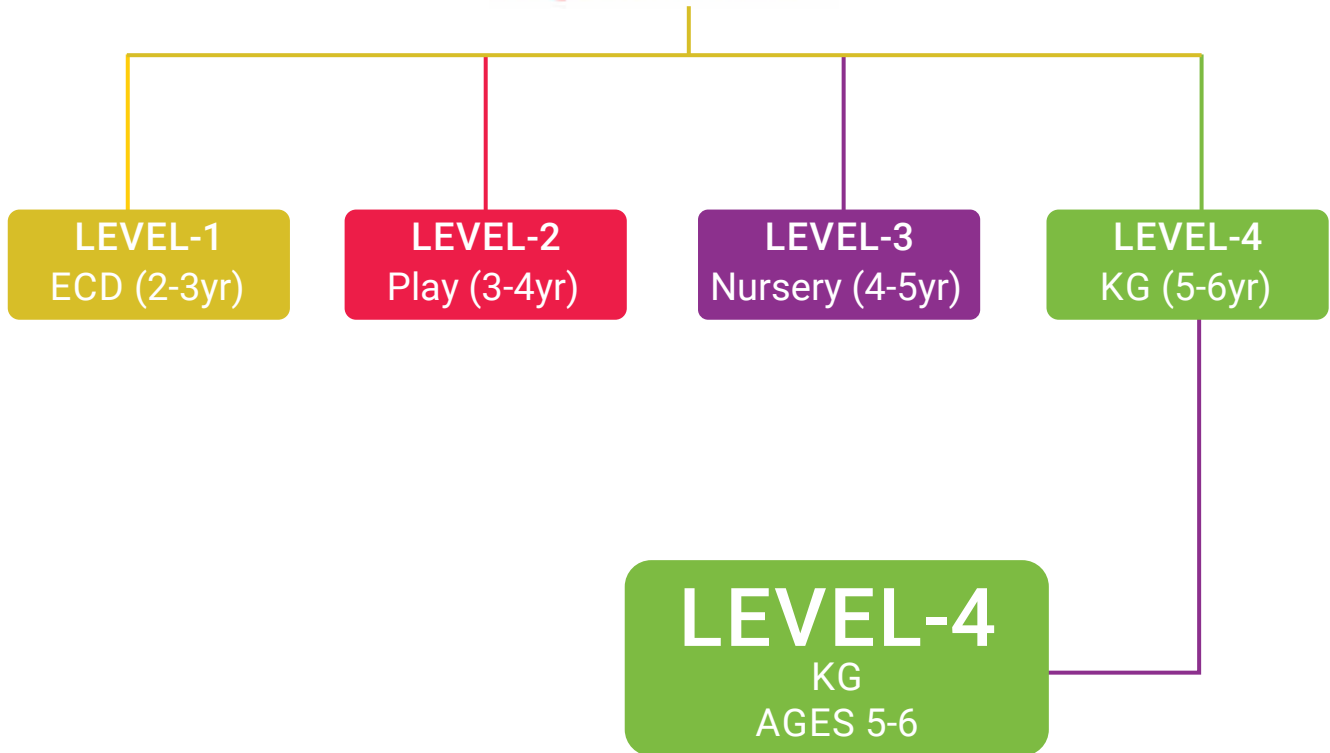 LEVEL-1
ECD (2-3yr)
LEVEL-2
Play (3-4yr)
LEVEL-3
Nursery (4-5yr)
LEVEL-4
KG (5-6yr)
LEVEL-4
KG
AGES 5-6